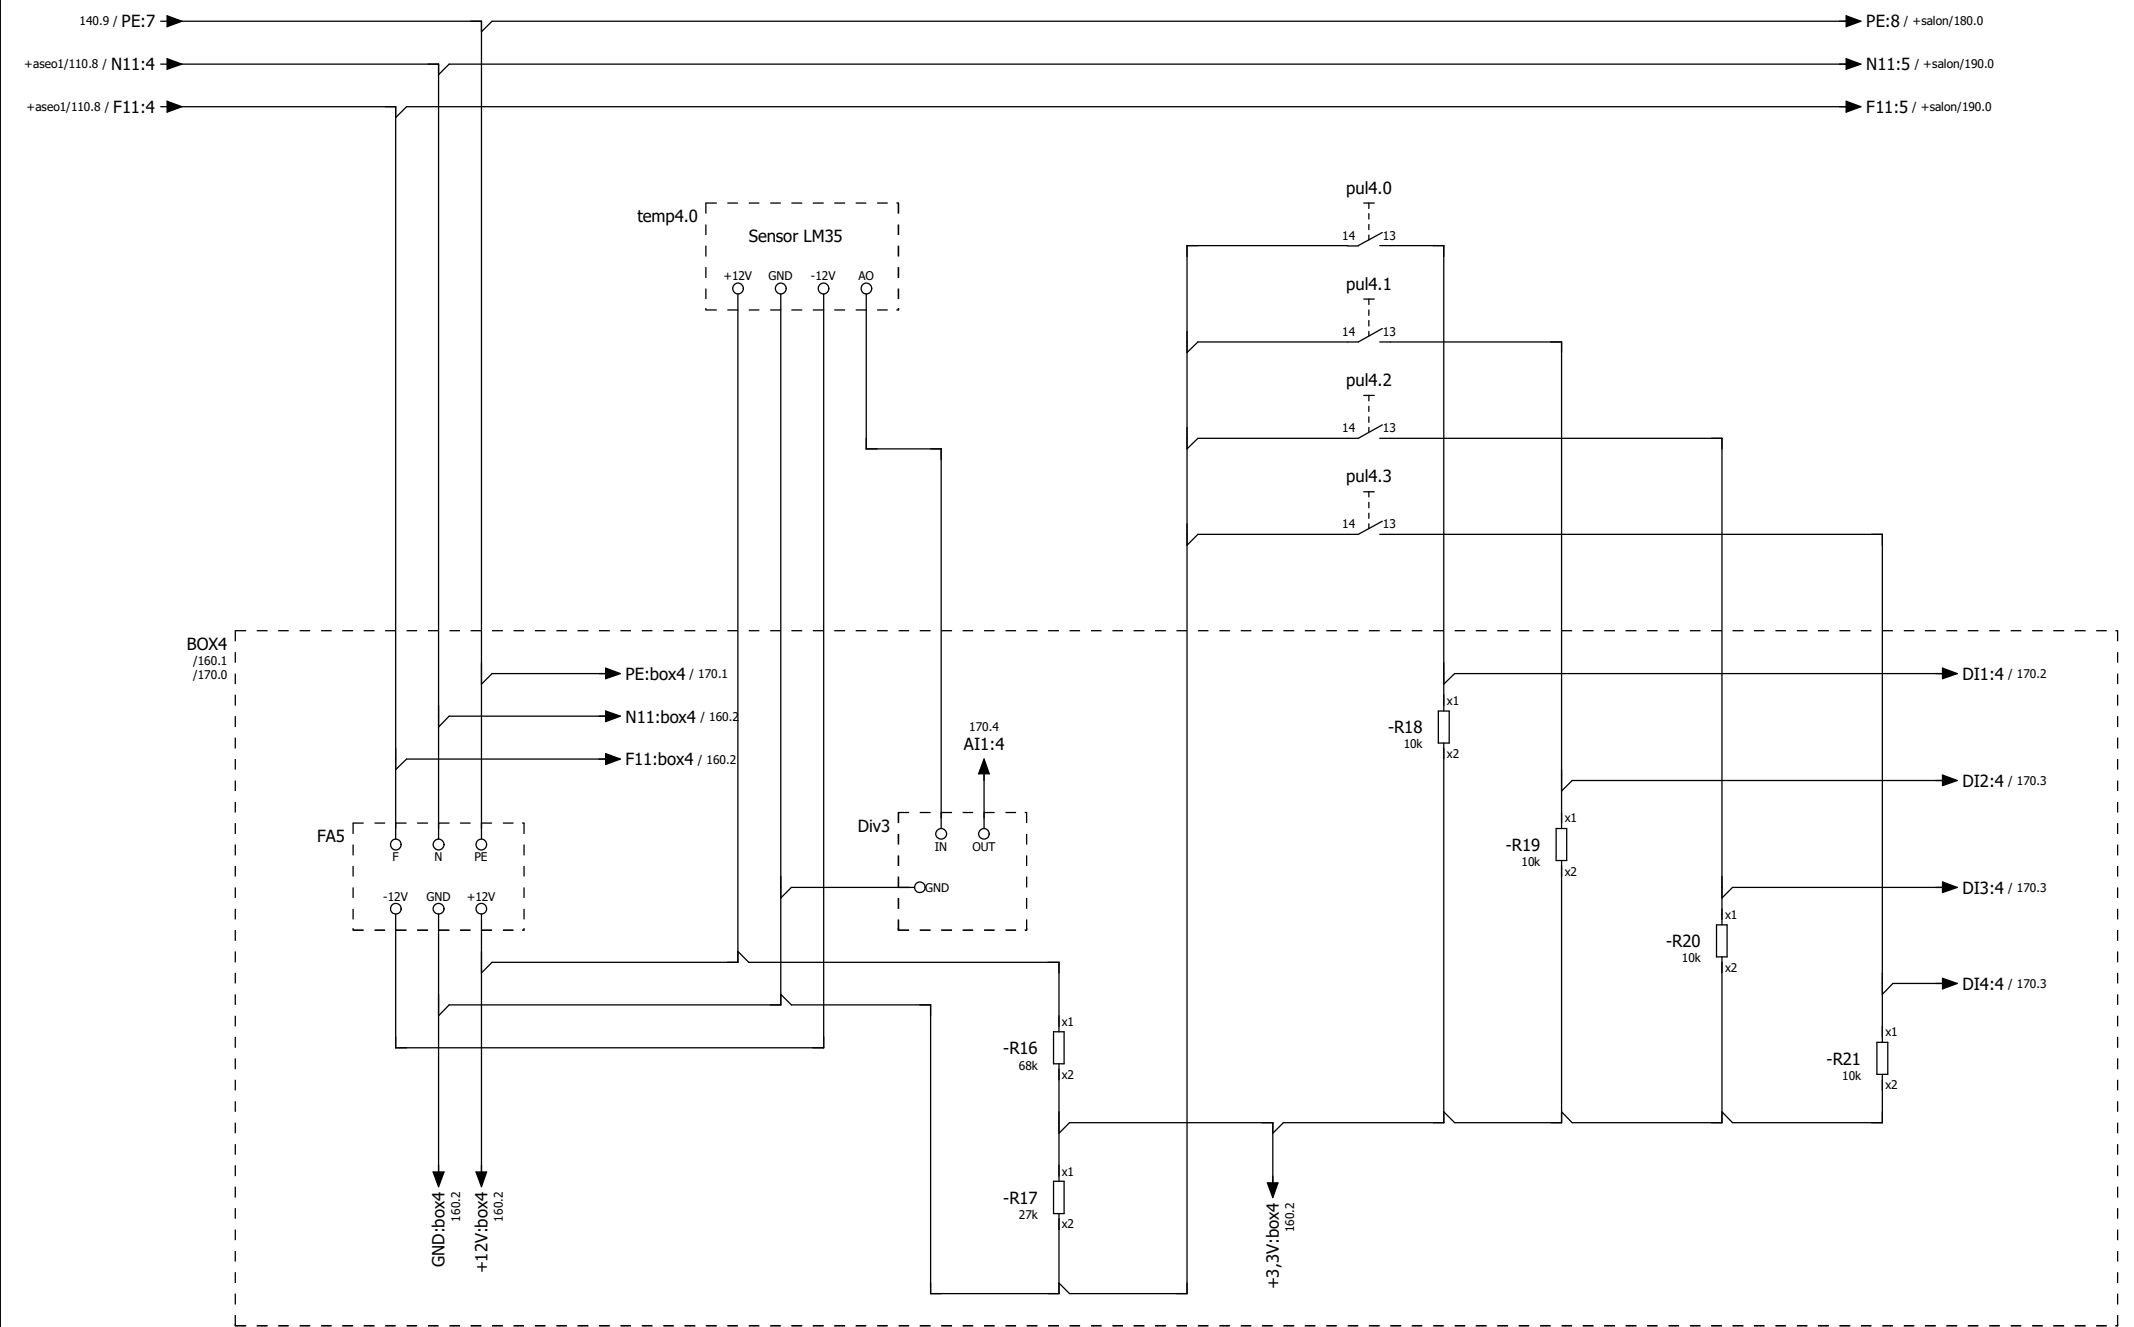 140.9 / PE:7
PE:8 / +salon/180.0
+aseo1/110.8 / N11:4
N11:5 / +salon/190.0
+aseo1/110.8 / F11:4
F11:5 / +salon/190.0
temp4.0
Sensor LM35
+12V GND -12V AO
pul4.0
14 13
pul4.1
14 13
pul4.2
14 13
pul4.3
14 13
BOX4
/160.1
/170.0
PE:box4 / 170.1
N11:box4 / 160.2
F11:box4 / 160.2
FA5
F N PE
-12V GND +12V
170.4
AI1:4
Div3
IN OUT
GND
DI1:4 / 170.2
x1
-R18
10k
x2
DI2:4 / 170.3
x1
-R19
10k
x2
DI3:4 / 170.3
x1
-R20
10k
x2
DI4:4 / 170.3
x1
-R21
10k
x2
x1
-R16
68k
x2
x1
-R17
27k
x2
GND:box4
160.2
+12V:box4
160.2
+3,3V:box4
160.2